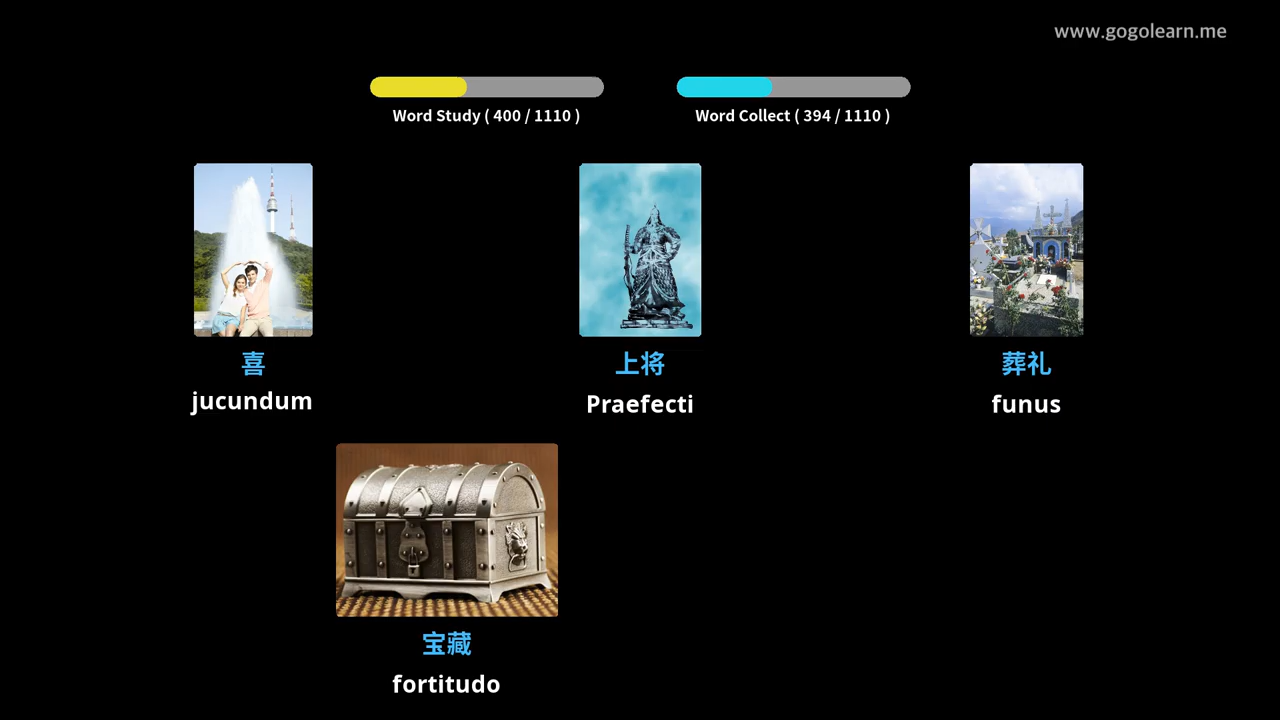 www.gogolearn.me
Word Study ( 400 / 1110 )
Word Collect ( 394 / 1110 )
喜
jucundum
上将
Praefecti
葬礼
funus
宝藏
fortitudo